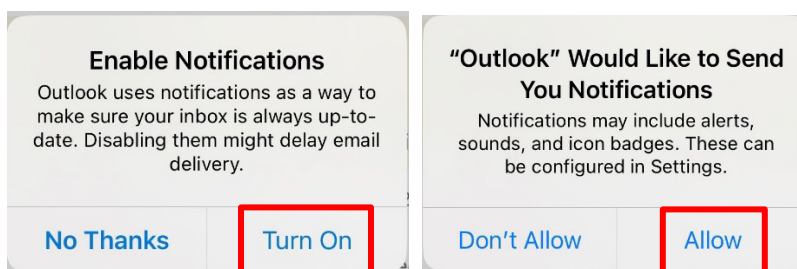 Enable Notifications
Outlook uses notifications as a way to
make sure your inbox is always up-to-
date. Disabling them might delay email
delivery.
No Thanks
Turn On
“Outlook” Would Like to Send
You Notifications
Notifications may include alerts,
sounds, and icon badges. These can
be configured in Settings.
Don’t Allow
Allow